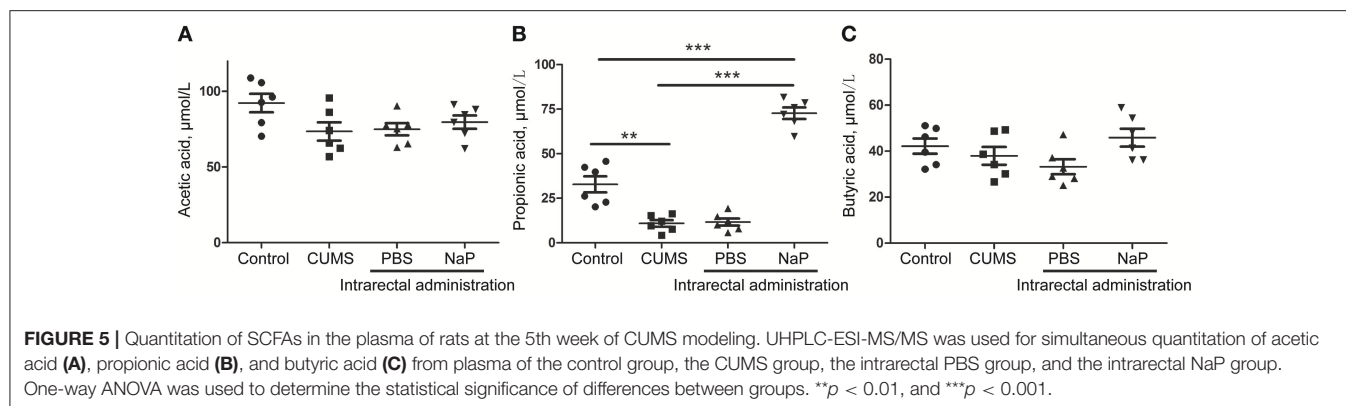 A
Acetic acid, μmol/L
100
50
0
Control
CUMS
PBS
NaP
Intrarectal administration
B
Propionic acid, μmol/L
100
75
50
25
0
***
***
**
Control
CUMS
PBS
NaP
Intrarectal administration
C
Butyric acid, μmol/L
80
60
40
20
0
Control
CUMS
PBS
NaP
Intrarectal administration
FIGURE 5 | Quantitation of SCFAs in the plasma of rats at the 5th week of CUMS modeling. UHPLC-ESI-MS/MS was used for simultaneous quantitation of acetic
acid (A), propionic acid (B), and butyric acid (C) from plasma of the control group, the CUMS group, the intrarectal PBS group, and the intrarectal NaP group.
One-way ANOVA was used to determine the statistical significance of differences between groups. **p < 0.01, and ***p < 0.001.